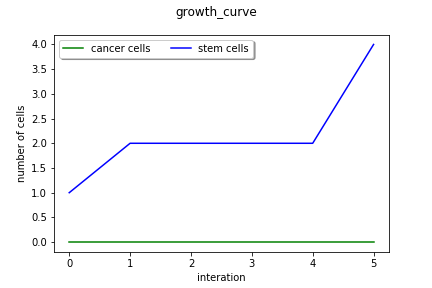 growth_curve
cancer cells
stem cells
number of cells
4.0
3.5
3.0
2.5
2.0
1.5
1.0
0.5
0.0
0 1 2 3 4 5
interation